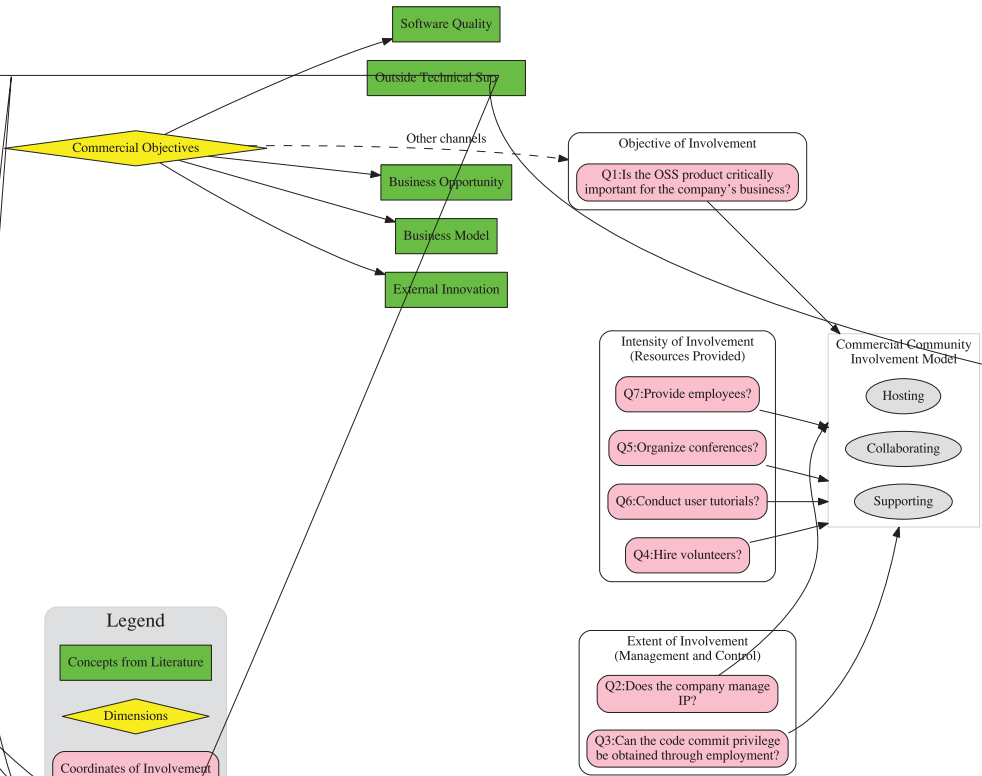 Software Quality
Outside Technical Sup
Commercial Objectives
Other channels
Business Opportunity
Business Model
External Innovation
Objective of Involvement
Q1:Is the OSS product critically
important for the company's business?
Intensity of Involvement
(Resources Provided)
Q7:Provide employees?
Q5:Organize conferences?
Q6:Conduct user tutorials?
Q4:Hire volunteers?
Commercial Community
Involvement Model
Hosting
Collaborating
Supporting
Extent of Involvement
(Management and Control)
Q2:Does the company manage
IP?
Q3:Can the code commit privilege
be obtained through employment?
Legend
Concepts from Literature
Dimensions
Coordinates of Involvement